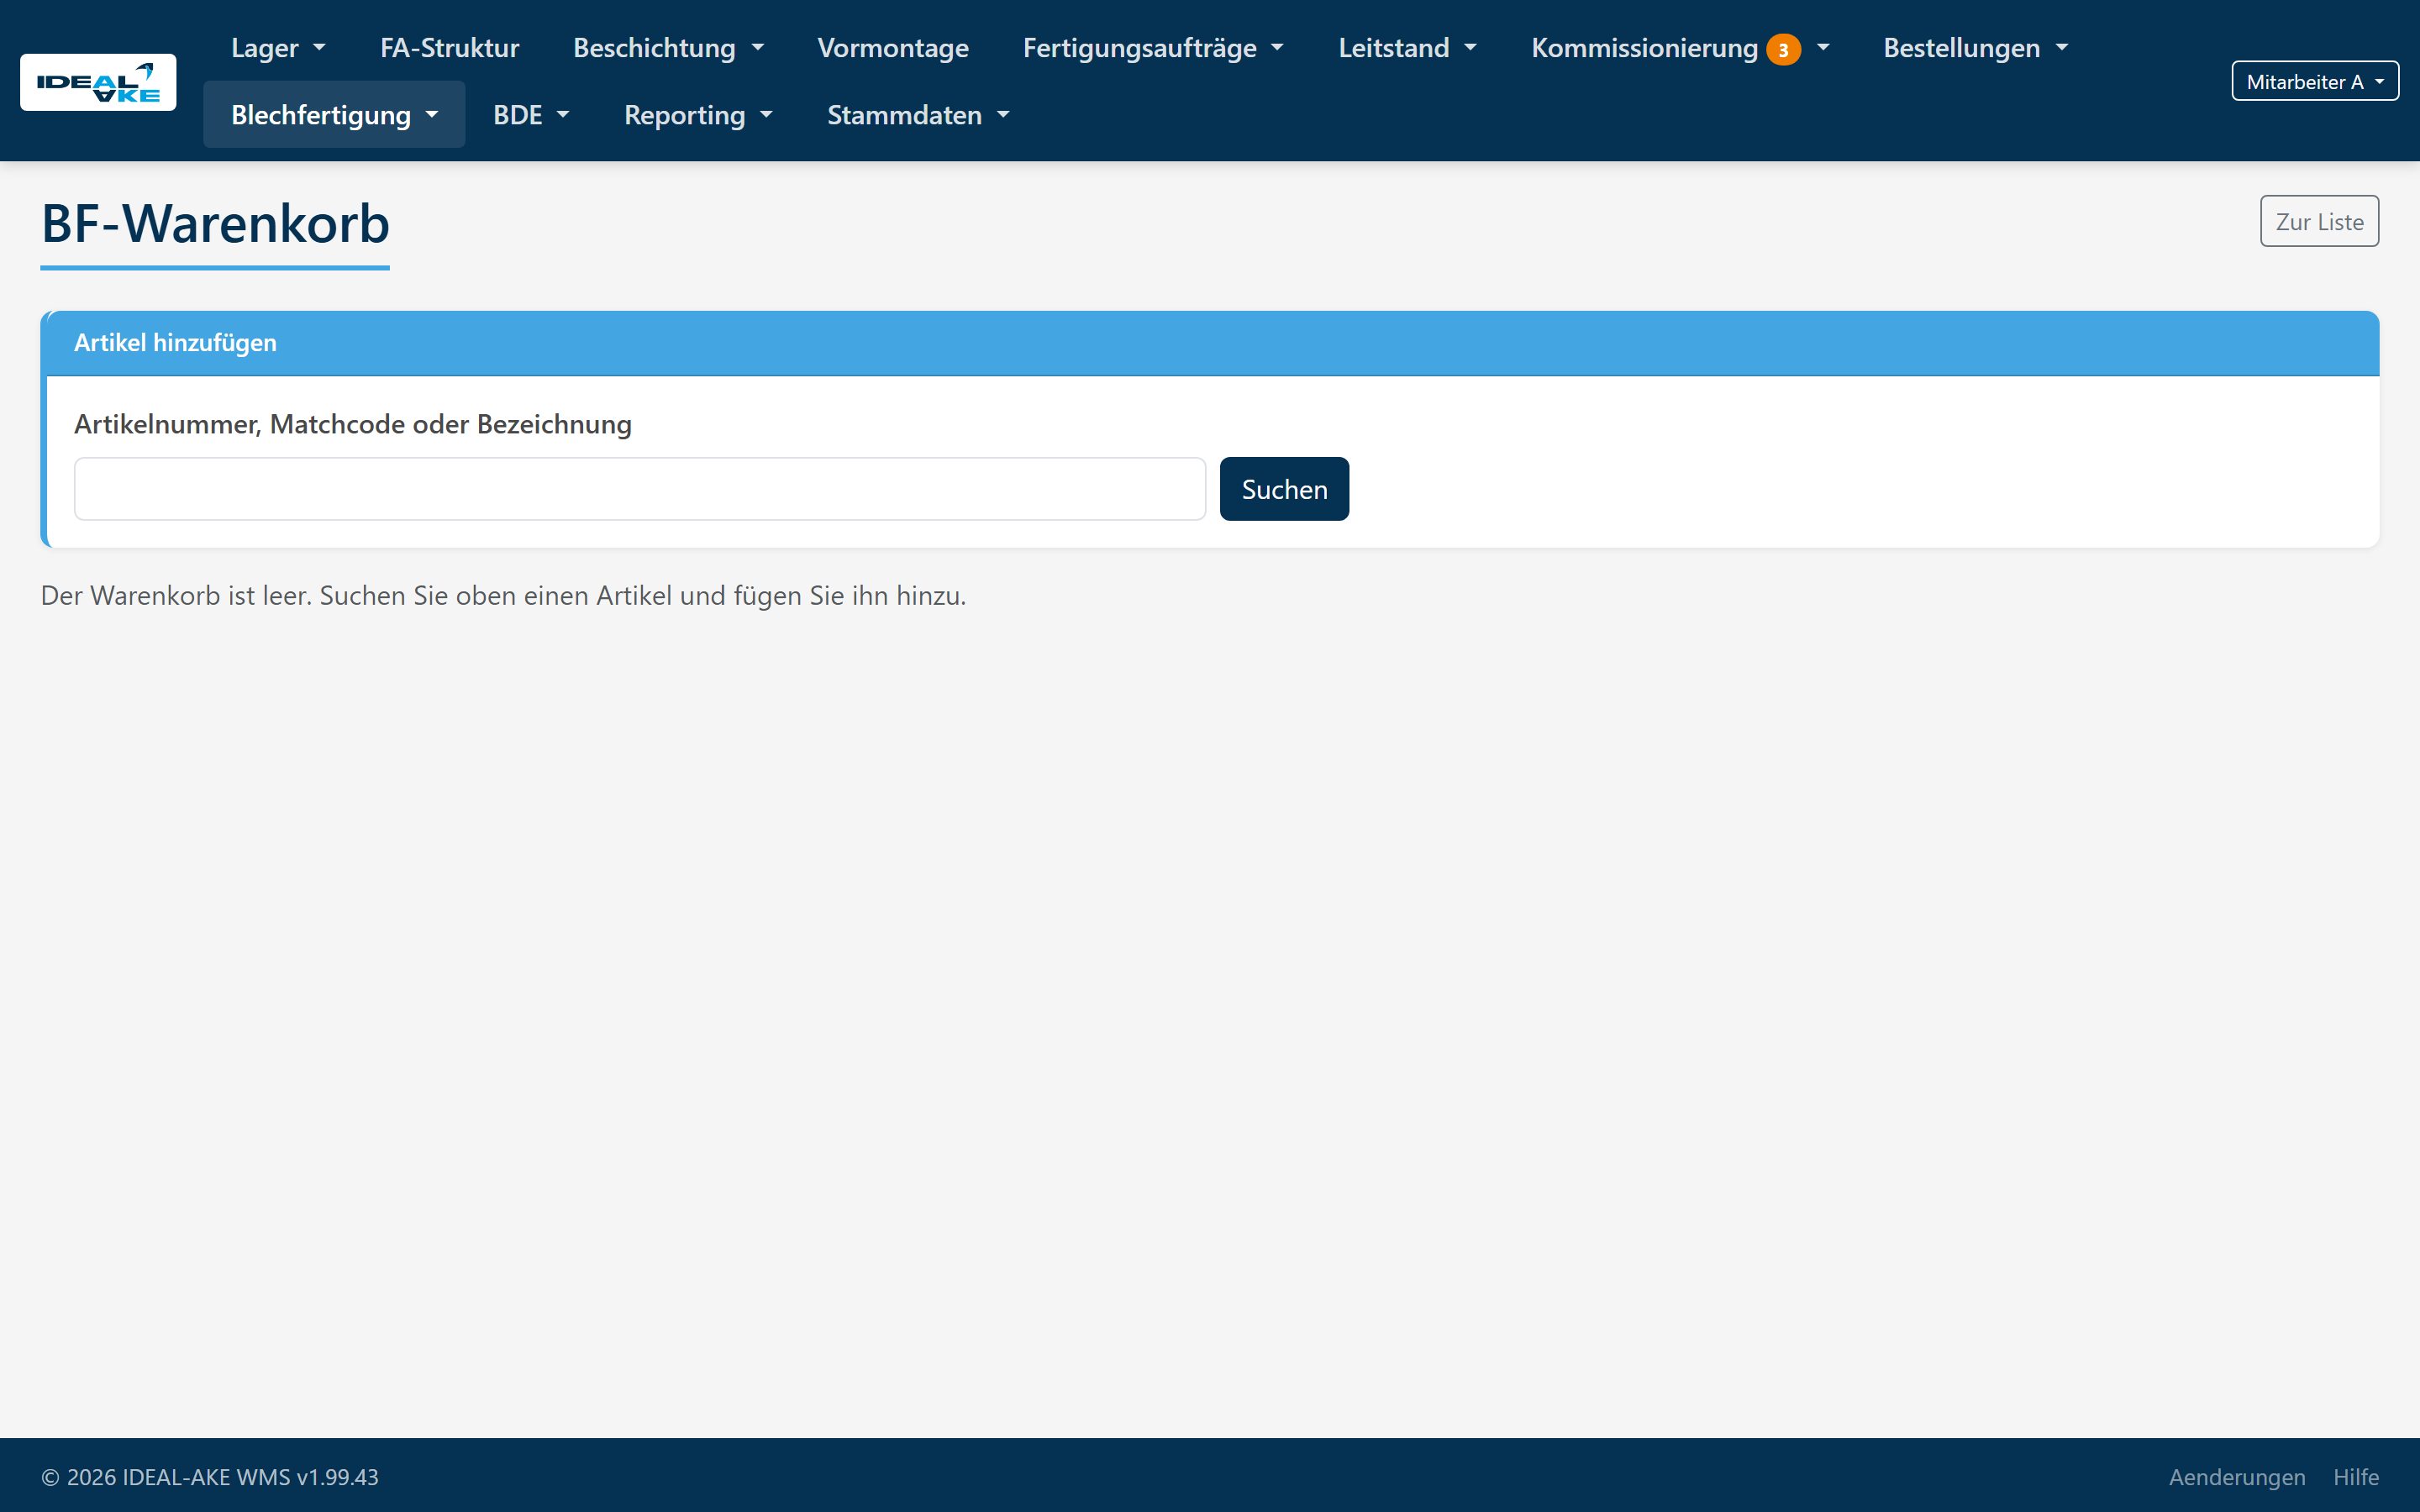 IDEAL AKE
Lager FA-Struktur Beschichtung Vormontage Fertigungsaufträge Leitstand Kommissionierung 3 Bestellungen
Blechfertigung BDE Reporting Stammdaten
Mitarbeiter A
BF-Warenkorb
Zur Liste
Artikel hinzufügen
Artikelnummer, Matchcode oder Bezeichnung
Suchen
Der Warenkorb ist leer. Suchen Sie oben einen Artikel und fügen Sie ihn hinzu.
© 2026 IDEAL-AKE WMS v1.99.43
Aenderungen Hilfe